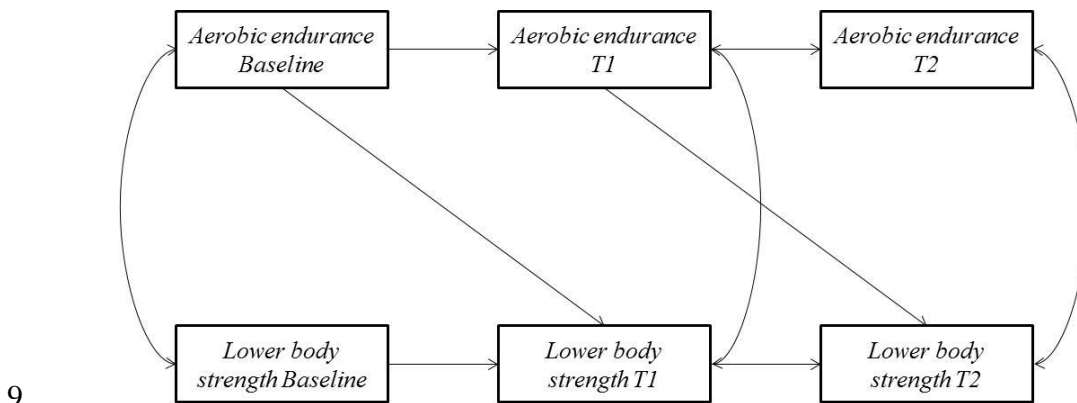 Aerobic endurance
Baseline
Aerobic endurance
T1
Aerobic endurance
T2
Lower body
strength Baseline
Lower body
strength T1
Lower body
strength T2
9